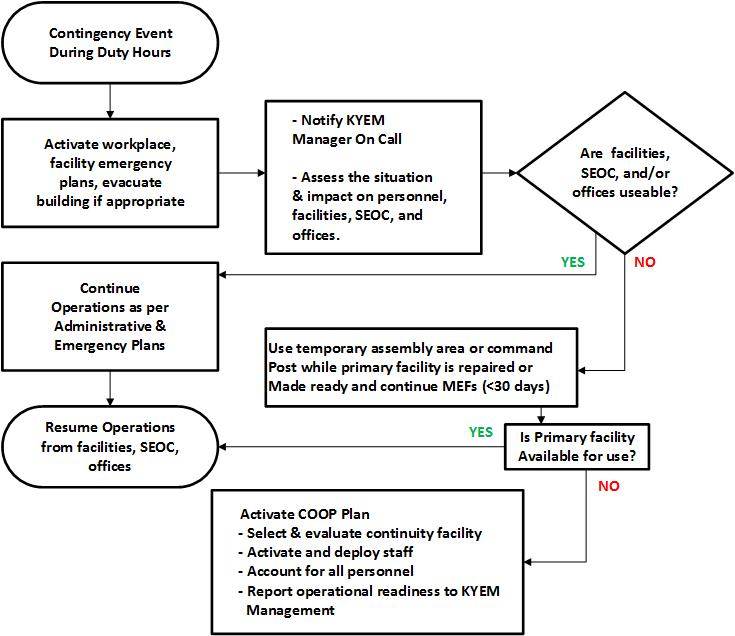 Contingency Event
During Duty Hours
Activate workplace,
facility emergency
plans, evacuate
building if appropriate
- Notify KYEM
Manager On Call
- Assess the situation
& impact on personnel,
facilities, SEOC, and
offices.
Are facilities,
SEOC, and/or
offices useable?
YES
NO
Continue
Operations as per
Administrative &
Emergency Plans
Use temporary assembly area or command
Post while primary facility is repaired or
Made ready and continue MEFs (<30 days)
Resume Operations
from facilities, SEOC,
offices
YES
Is Primary facility
Available for use?
NO
Activate COOP Plan
- Select & evaluate continuity facility
- Activate and deploy staff
- Account for all personnel
- Report operational readiness to KYEM
Management